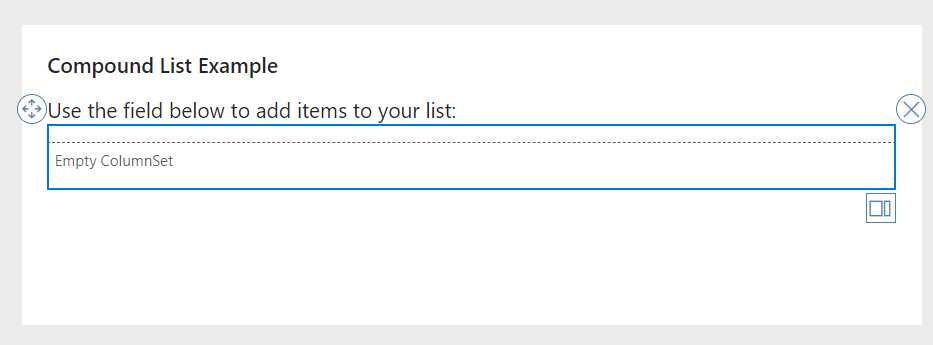 Compound List Example
Use the field below to add items to your list:
Empty ColumnSet